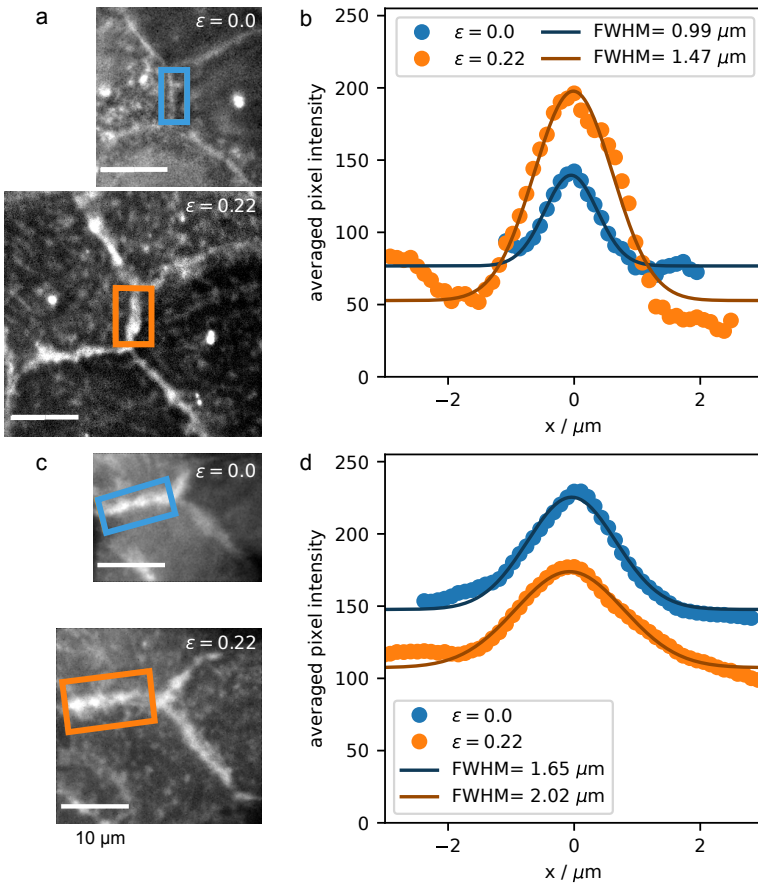 a
ε = 0.0
ε = 0.22
b
ε = 0.0
ε = 0.22
FWHM= 0.99 μm
FWHM= 1.47 μm
250
200
150
100
50
0
averaged pixel intensity
−2
0
2
x / μm
c
ε = 0.0
ε = 0.22
10 μm
d
250
200
150
100
50
0
averaged pixel intensity
ε = 0.0
ε = 0.22
FWHM= 1.65 μm
FWHM= 2.02 μm
−2
0
2
x / μm